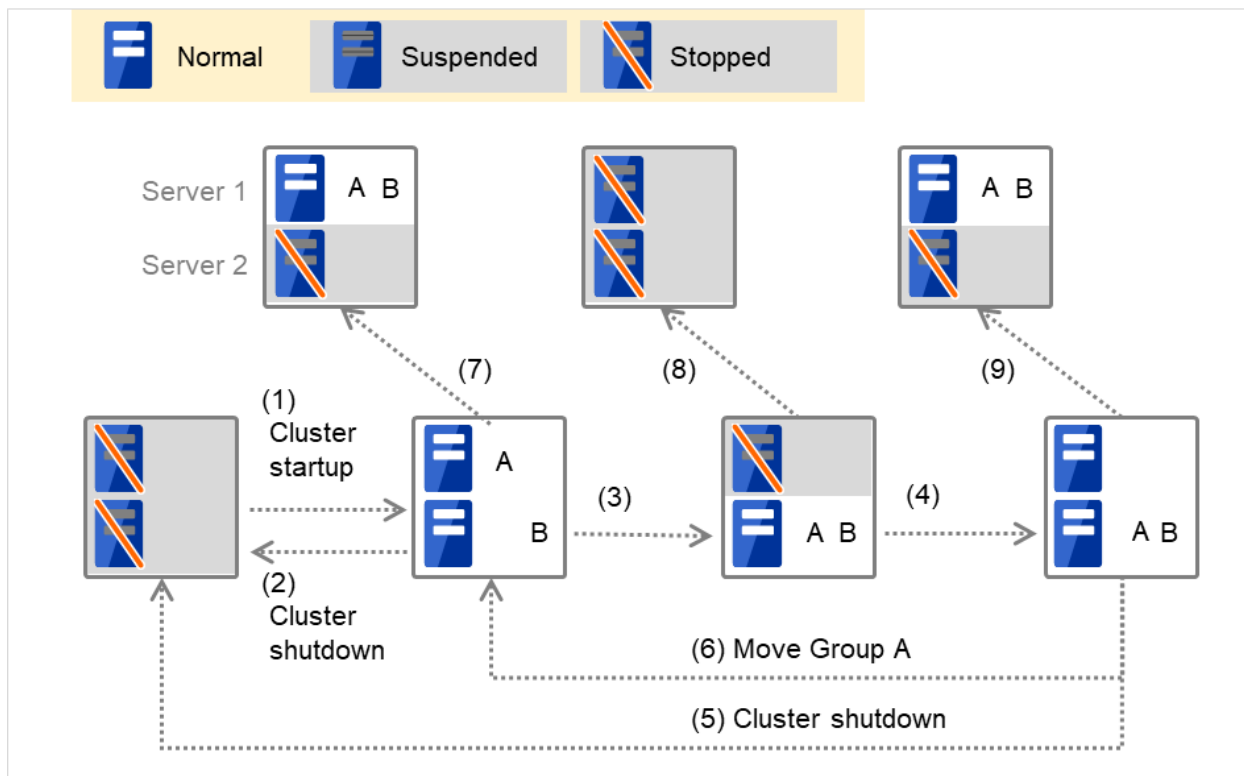 Normal Suspended Stopped
Server 1 A B A B
Server 2
(7) (8) (9)
(1)
Cluster
startup
A
(3) (4)
B A B A B
(2)
Cluster
shutdown
(6) Move Group A
(5) Cluster shutdown